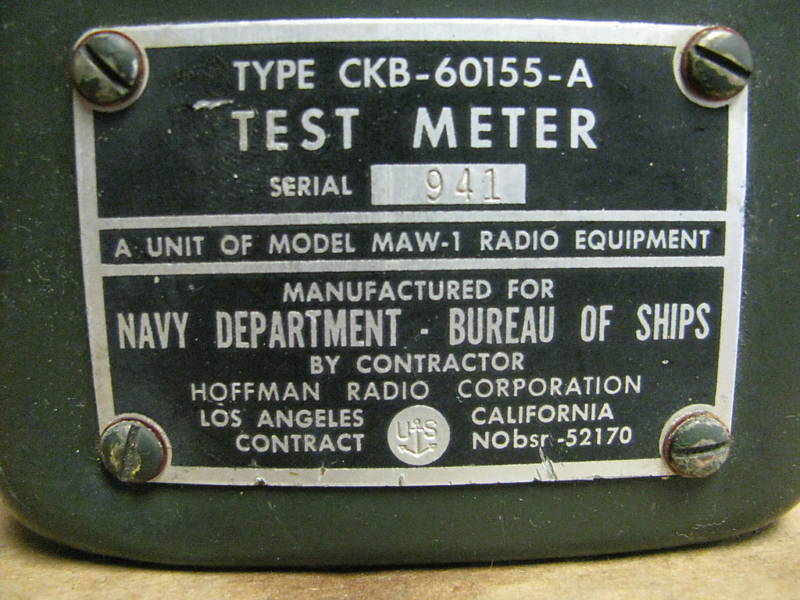 TYPE CKB-60155-A
TEST METER
SERIAL 941
A UNIT OF MODEL MAW-1 RADIO EQUIPMENT
MANUFACTURED FOR
NAVY DEPARTMENT - BUREAU OF SHIPS
BY CONTRACTOR
HOFFMAN RADIO CORPORATION
LOS ANGELES CALIFORNIA
U S
CONTRACT NObsr-52170